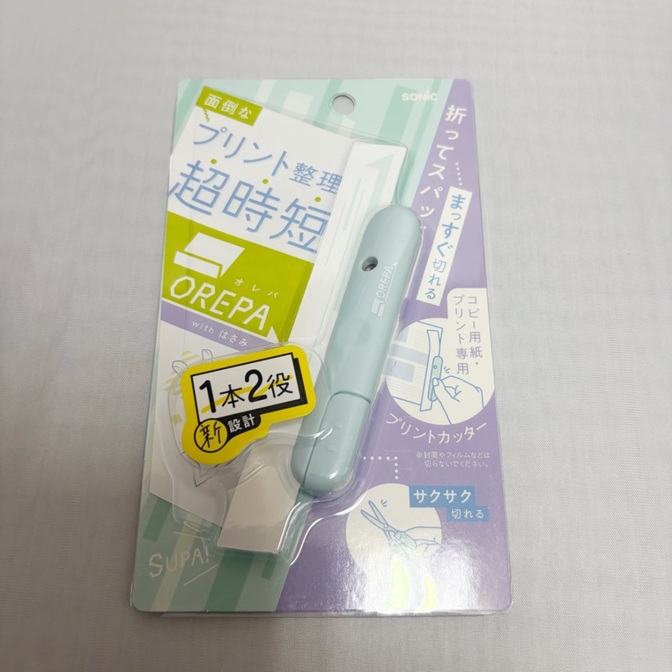 SONiC
面倒な
プリント整理
超時短
オレパ
OREPA
with はさみ
1本2役
新設計
折ってスパッ
まっすぐ切れる
コピー用紙・
プリント専用
プリントカッター
※封筒やフィルムなどは
切らないでください。
サクサク
切れる
OREPA
SUPA!